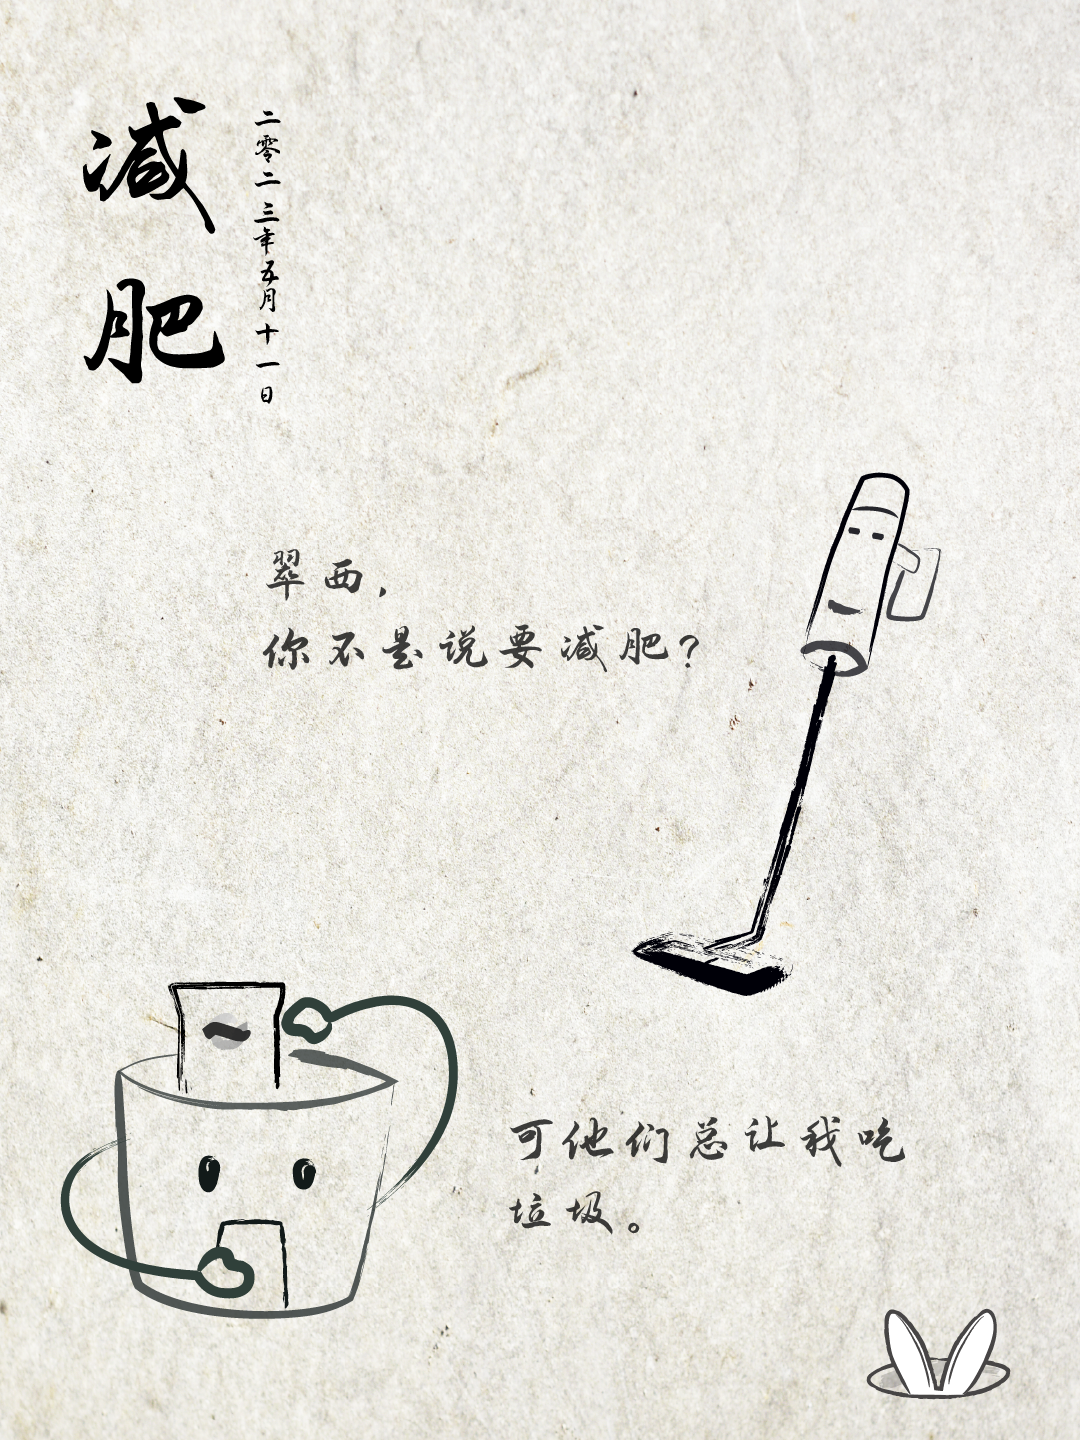 减肥
二零二三年五月十一日
翠西，
你不是说要减肥？
可他们总让我吃
垃圾。